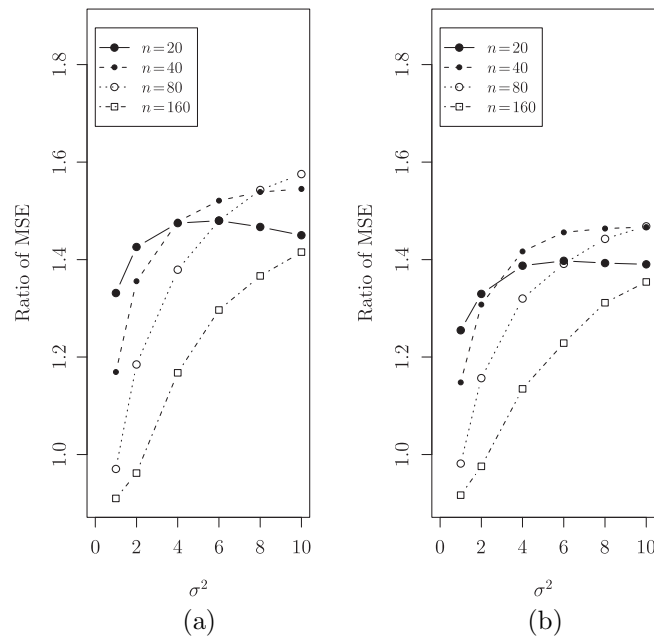 n=20
n=40
n=80
n=160
Ratio of MSE
1.8
1.6
1.4
1.2
1.0
0 2 4 6 8 10
σ²
(a)
n=20
n=40
n=80
n=160
Ratio of MSE
1.8
1.6
1.4
1.2
1.0
0 2 4 6 8 10
σ²
(b)